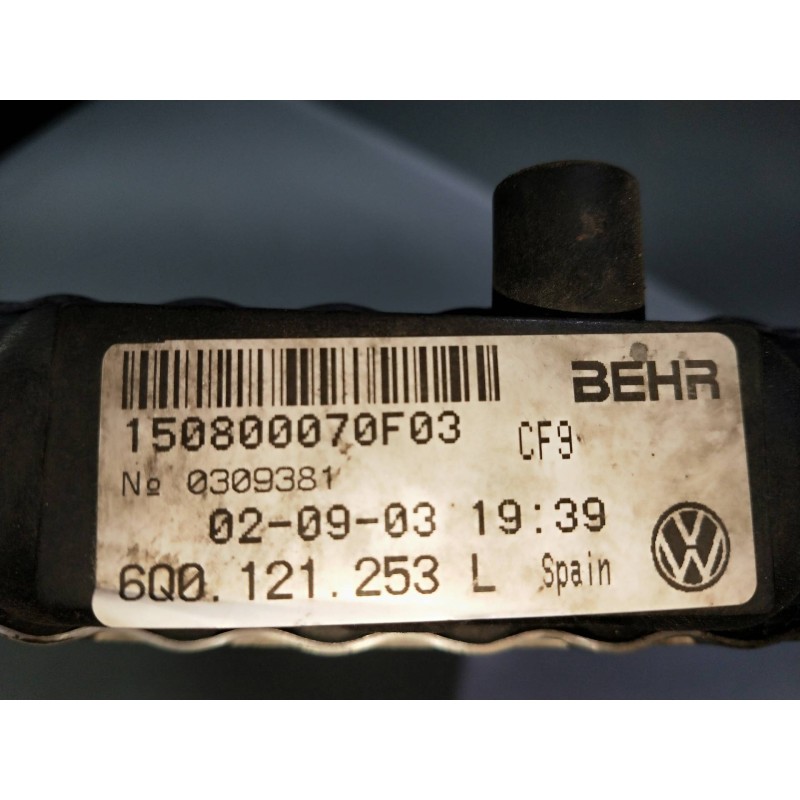 BEHR
150800070F03 CF9
№ 0309381
02-09-03 19:39
6Q0.121.253 L Spain